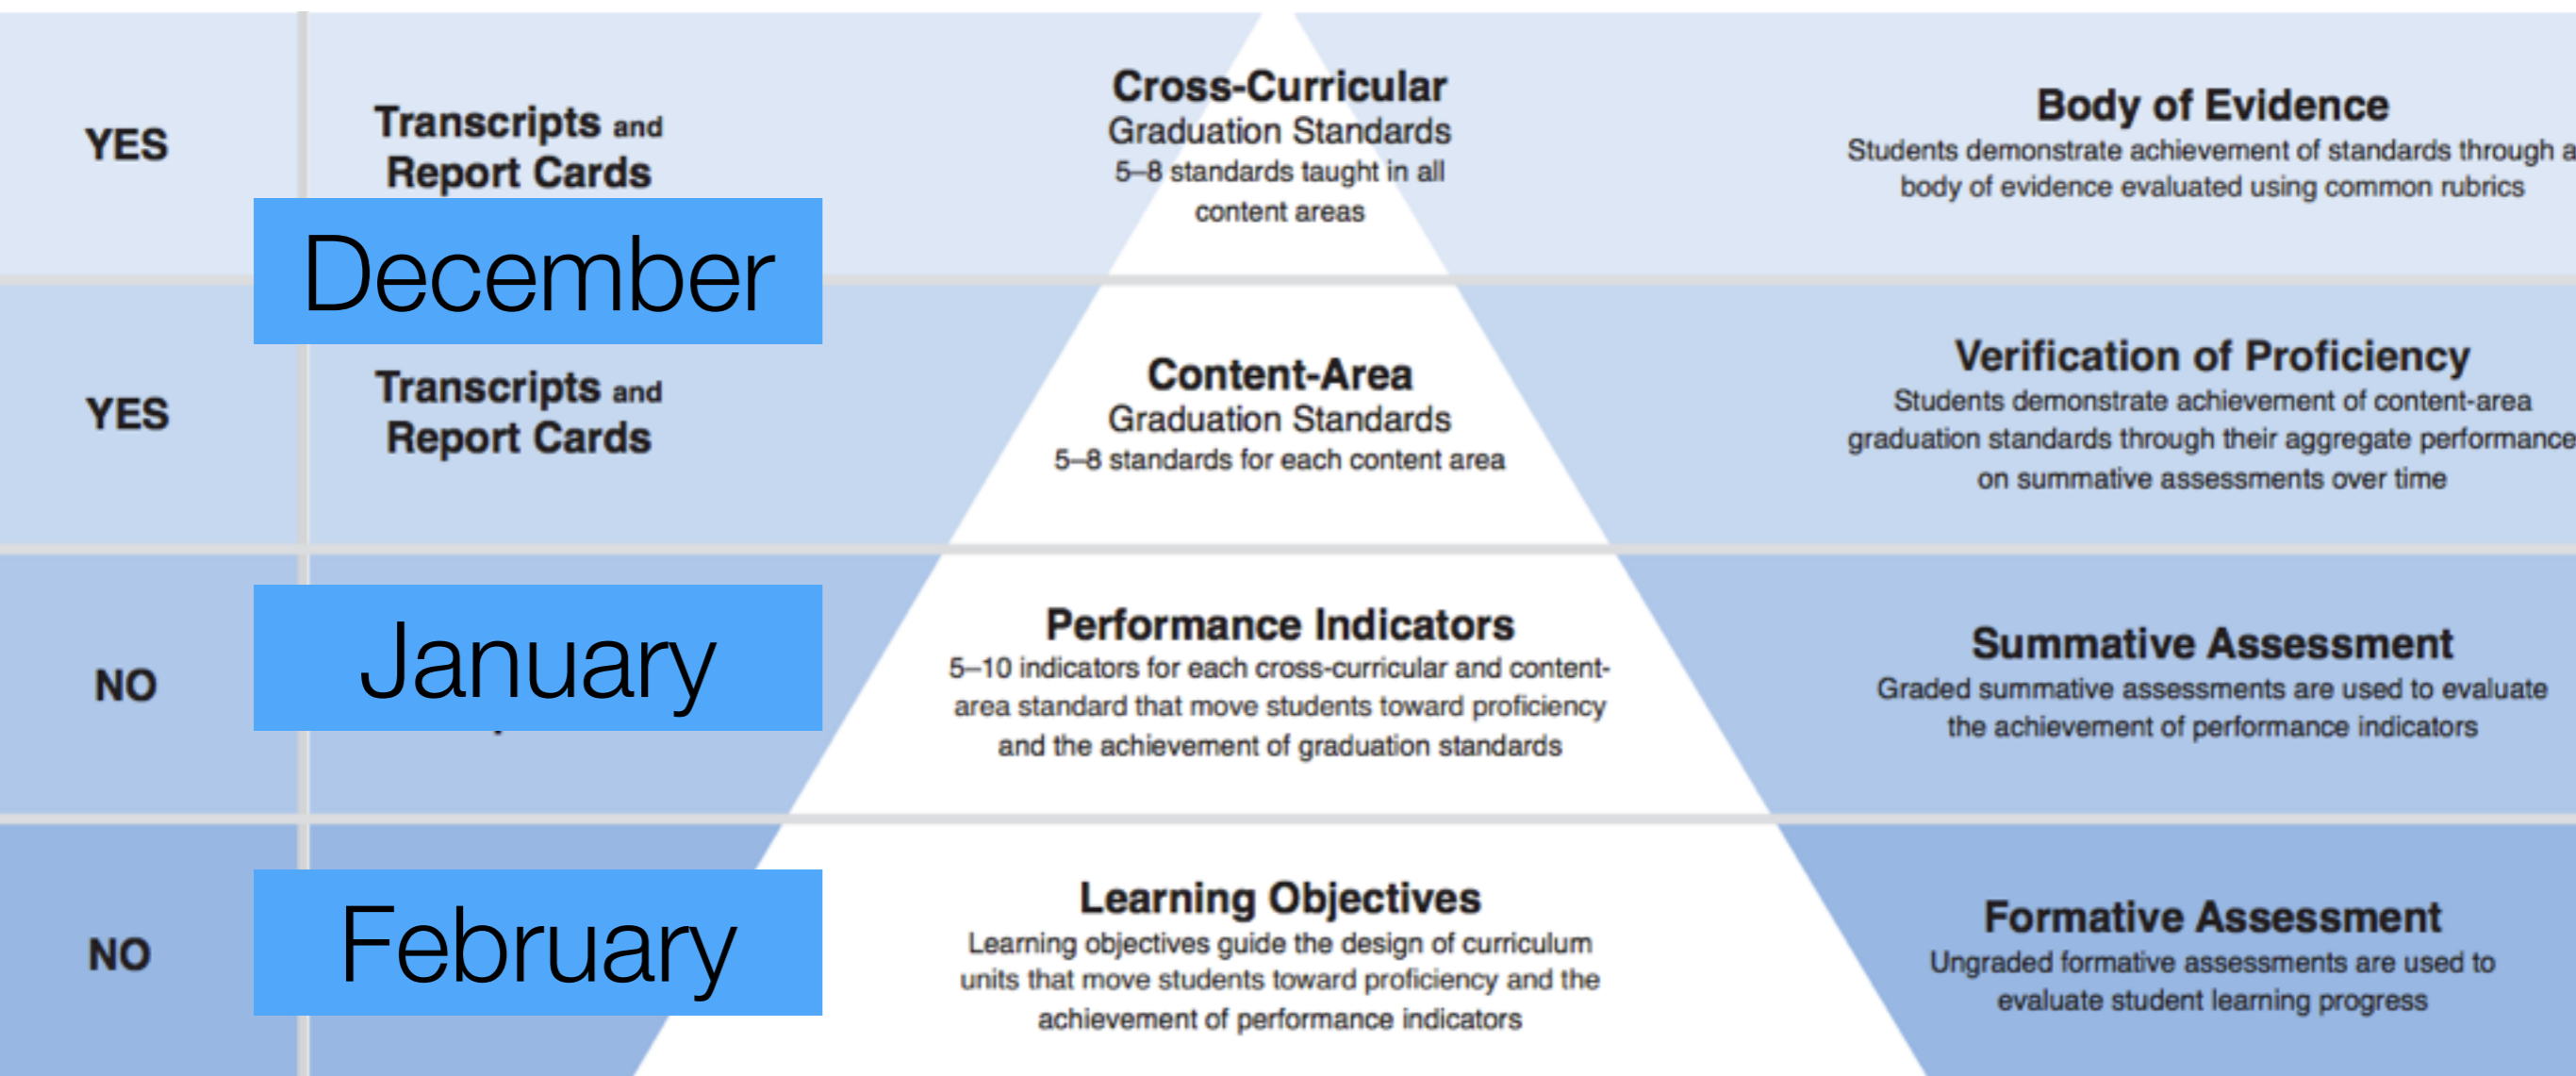 YES
Transcripts and
Report Cards
Cross-Curricular
Graduation Standards
5–8 standards taught in all
content areas
Body of Evidence
Students demonstrate achievement of standards through a
body of evidence evaluated using common rubrics
December
YES
Transcripts and
Report Cards
Content-Area
Graduation Standards
5–8 standards for each content area
Verification of Proficiency
Students demonstrate achievement of content-area
graduation standards through their aggregate performance
on summative assessments over time
NO
January
Performance Indicators
5–10 indicators for each cross-curricular and content-
area standard that move students toward proficiency
and the achievement of graduation standards
Summative Assessment
Graded summative assessments are used to evaluate
the achievement of performance indicators
NO
February
Learning Objectives
Learning objectives guide the design of curriculum
units that move students toward proficiency and the
achievement of performance indicators
Formative Assessment
Ungraded formative assessments are used to
evaluate student learning progress